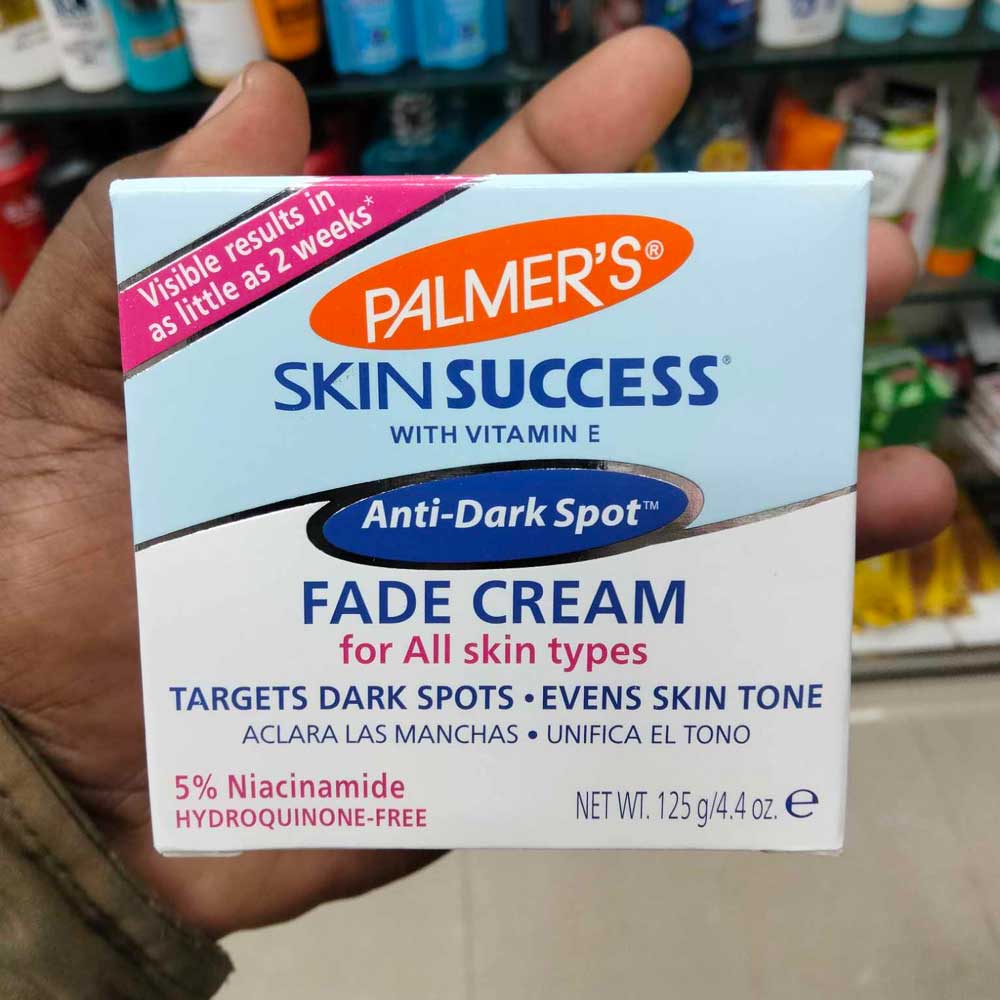 Visible results in
as little as 2 weeks*
PALMER'S®
SKIN SUCCESS®
WITH VITAMIN E
Anti-Dark Spot™
FADE CREAM
for All skin types
TARGETS DARK SPOTS • EVENS SKIN TONE
ACLARA LAS MANCHAS • UNIFICA EL TONO
5% Niacinamide
HYDROQUINONE-FREE
NET WT. 125 g/4.4 oz. ℮